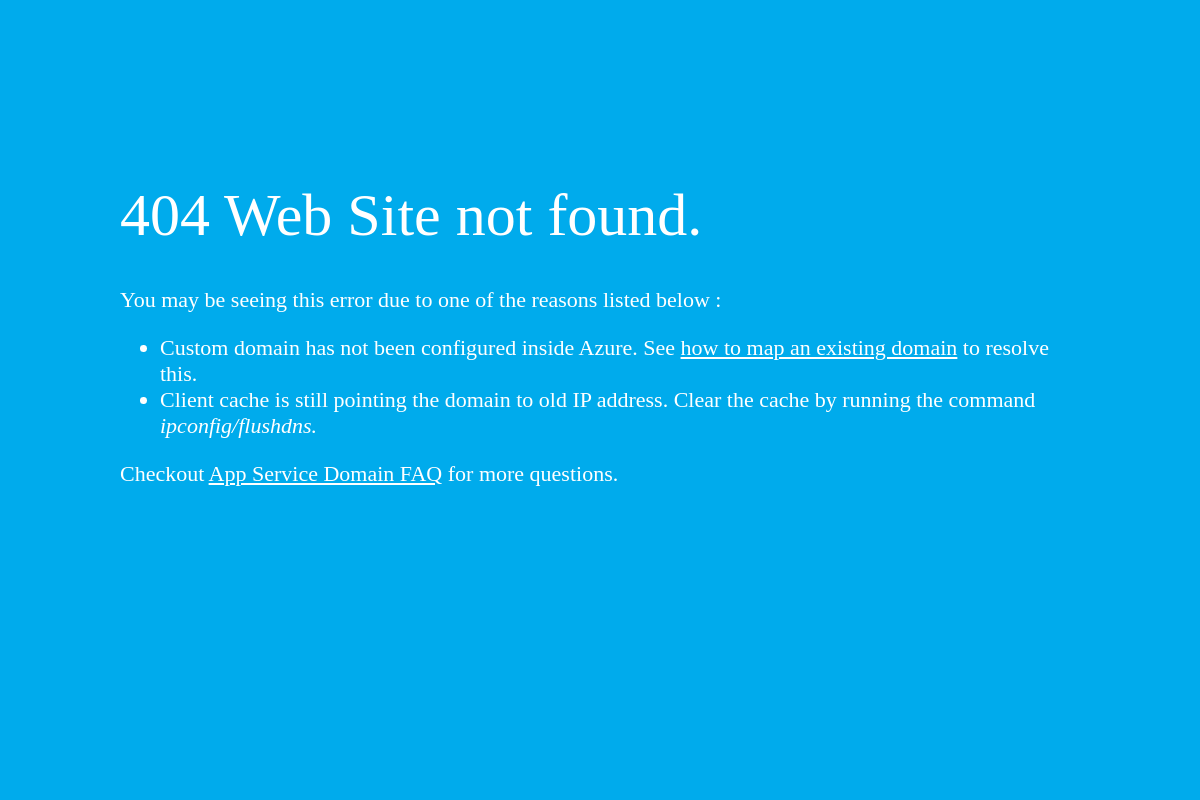 404 Web Site not found.
You may be seeing this error due to one of the reasons listed below :
Custom domain has not been configured inside Azure. See how to map an existing domain to resolve
this.
Client cache is still pointing the domain to old IP address. Clear the cache by running the command
ipconfig/flushdns.
Checkout App Service Domain FAQ for more questions.